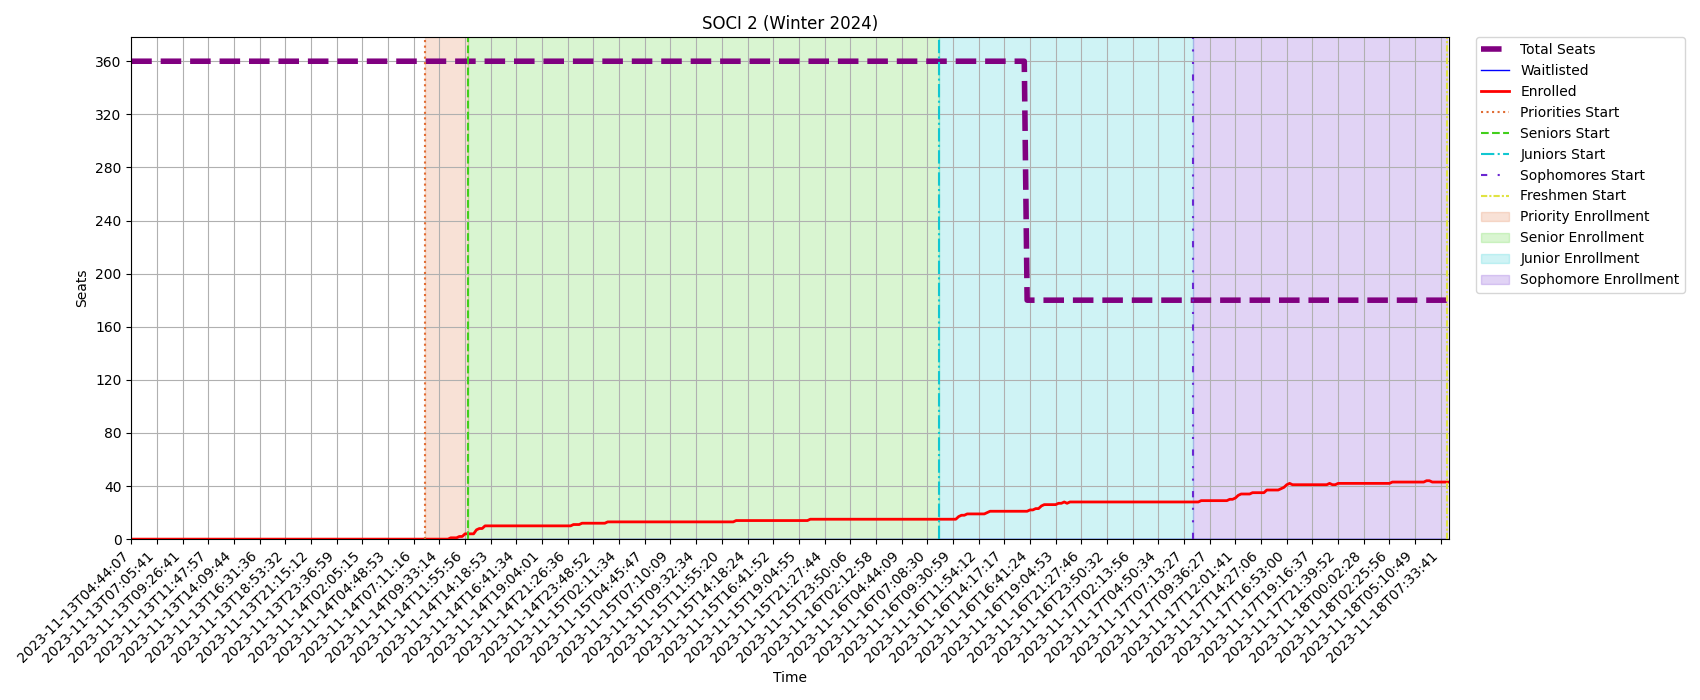 SOCI 2 (Winter 2024)
Total Seats
Waitlisted
Enrolled
Priorities Start
Seniors Start
Juniors Start
Sophomores Start
Freshmen Start
Priority Enrollment
Senior Enrollment
Junior Enrollment
Sophomore Enrollment
Seats
360
320
280
240
200
160
120
80
40
0
2023-11-13T04:44:07
2023-11-13T07:05:41
2023-11-13T09:26:41
2023-11-13T11:47:57
2023-11-13T14:09:44
2023-11-13T16:31:36
2023-11-13T18:53:32
2023-11-13T21:15:12
2023-11-13T23:36:59
2023-11-14T02:05:15
2023-11-14T04:48:53
2023-11-14T07:11:16
2023-11-14T09:33:14
2023-11-14T11:55:56
2023-11-14T14:18:53
2023-11-14T16:41:34
2023-11-14T19:04:01
2023-11-14T21:26:36
2023-11-14T23:48:52
2023-11-15T02:11:34
2023-11-15T04:45:47
2023-11-15T07:10:09
2023-11-15T09:32:34
2023-11-15T11:55:20
2023-11-15T14:18:24
2023-11-15T16:41:52
2023-11-15T19:04:55
2023-11-15T21:27:44
2023-11-15T23:50:06
2023-11-16T02:12:58
2023-11-16T04:44:09
2023-11-16T07:08:30
2023-11-16T09:30:59
2023-11-16T11:54:12
2023-11-16T14:17:17
2023-11-16T16:41:24
2023-11-16T19:04:53
2023-11-16T21:27:46
2023-11-16T23:50:32
2023-11-17T02:13:56
2023-11-17T04:50:34
2023-11-17T07:13:27
2023-11-17T09:36:27
2023-11-17T12:01:41
2023-11-17T14:27:06
2023-11-17T16:53:00
2023-11-17T19:16:37
2023-11-17T21:39:52
2023-11-18T00:02:28
2023-11-18T02:25:56
2023-11-18T05:10:49
2023-11-18T07:33:41
Time